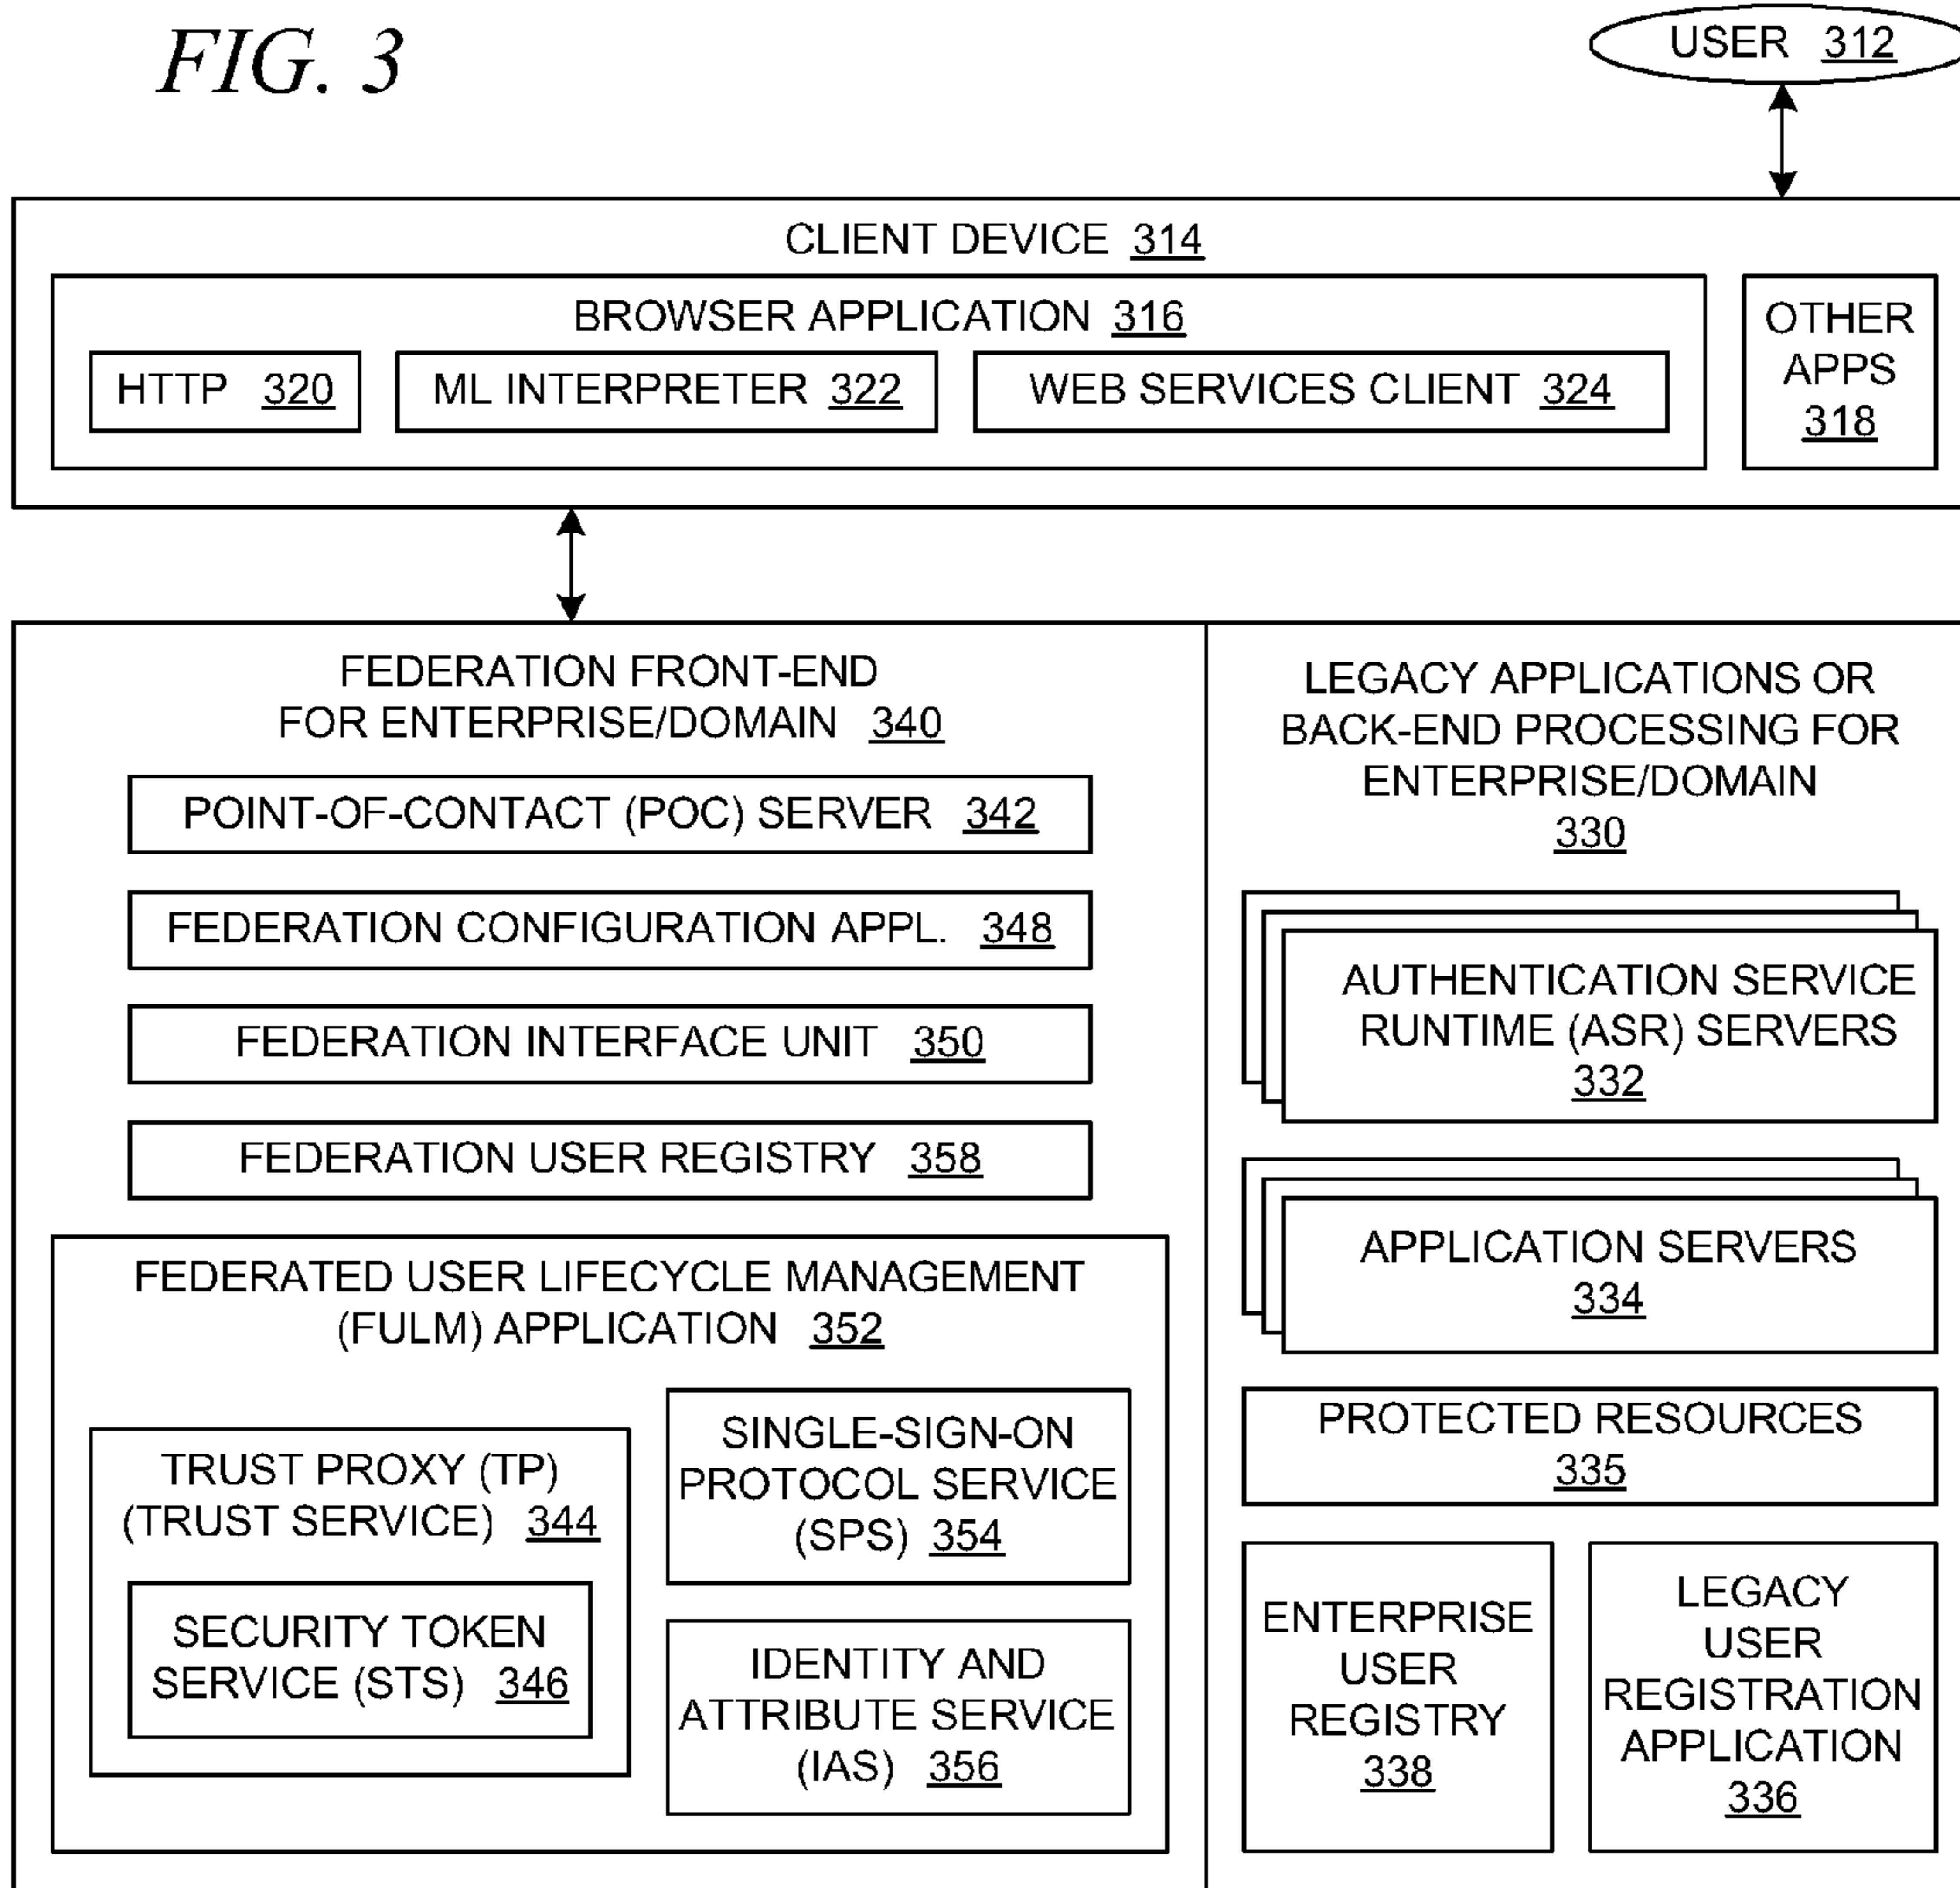 FIG. 3
USER 312
CLIENT DEVICE 314
BROWSER APPLICATION 316
HTTP 320
ML INTERPRETER 322
WEB SERVICES CLIENT 324
OTHER
APPS
318
FEDERATION FRONT-END
FOR ENTERPRISE/DOMAIN 340
POINT-OF-CONTACT (POC) SERVER 342
FEDERATION CONFIGURATION APPL. 348
FEDERATION INTERFACE UNIT 350
FEDERATION USER REGISTRY 358
FEDERATED USER LIFECYCLE MANAGEMENT
(FULM) APPLICATION 352
TRUST PROXY (TP)
(TRUST SERVICE) 344
SECURITY TOKEN
SERVICE (STS) 346
SINGLE-SIGN-ON
PROTOCOL SERVICE
(SPS) 354
IDENTITY AND
ATTRIBUTE SERVICE
(IAS) 356
LEGACY APPLICATIONS OR
BACK-END PROCESSING FOR
ENTERPRISE/DOMAIN
330
AUTHENTICATION SERVICE
RUNTIME (ASR) SERVERS
332
APPLICATION SERVERS
334
PROTECTED RESOURCES
335
ENTERPRISE
USER
REGISTRY
338
LEGACY
USER
REGISTRATION
APPLICATION
336